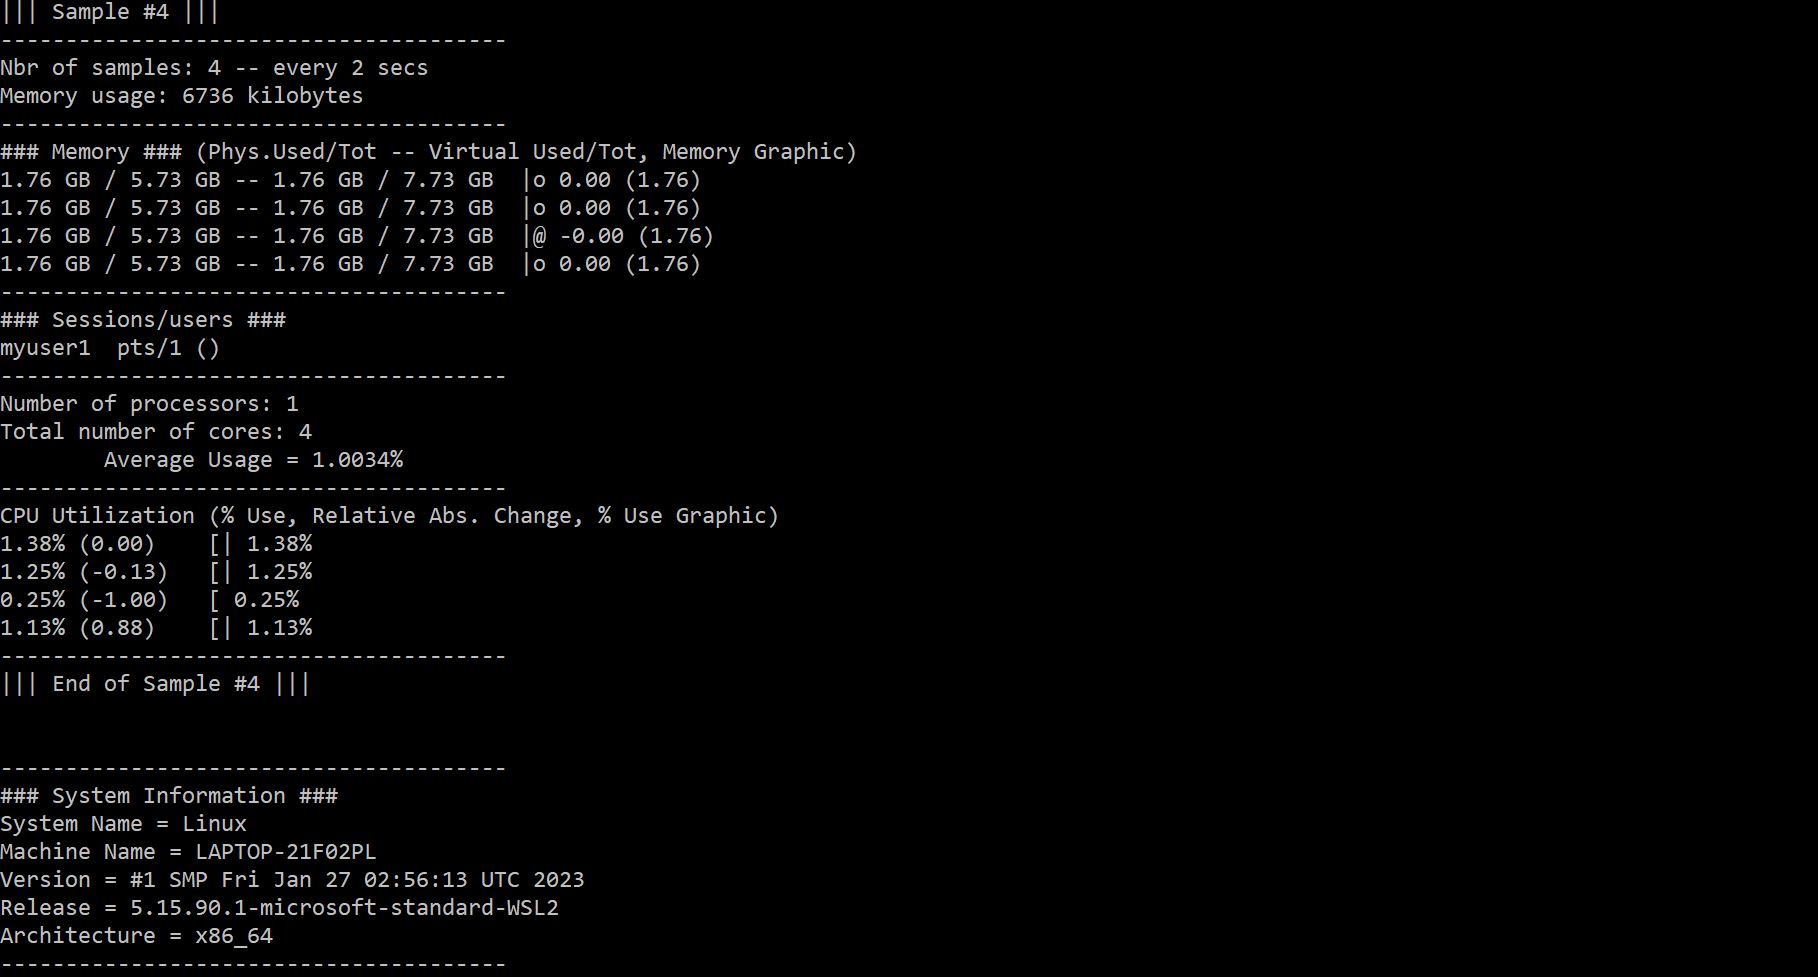 ||| Sample #4 |||
---------------------------------------
Nbr of samples: 4 -- every 2 secs
Memory usage: 6736 kilobytes
---------------------------------------
### Memory ### (Phys.Used/Tot -- Virtual Used/Tot, Memory Graphic)
1.76 GB / 5.73 GB -- 1.76 GB / 7.73 GB  |o 0.00 (1.76)
1.76 GB / 5.73 GB -- 1.76 GB / 7.73 GB  |o 0.00 (1.76)
1.76 GB / 5.73 GB -- 1.76 GB / 7.73 GB  |@ -0.00 (1.76)
1.76 GB / 5.73 GB -- 1.76 GB / 7.73 GB  |o 0.00 (1.76)
---------------------------------------
### Sessions/users ###
myuser1  pts/1 ()
---------------------------------------
Number of processors: 1
Total number of cores: 4
        Average Usage = 1.0034%
---------------------------------------
CPU Utilization (% Use, Relative Abs. Change, % Use Graphic)
1.38% (0.00)    [| 1.38%
1.25% (-0.13)   [| 1.25%
0.25% (-1.00)   [ 0.25%
1.13% (0.88)    [| 1.13%
---------------------------------------
||| End of Sample #4 |||
---------------------------------------
### System Information ###
System Name = Linux
Machine Name = LAPTOP-21F02PL
Version = #1 SMP Fri Jan 27 02:56:13 UTC 2023
Release = 5.15.90.1-microsoft-standard-WSL2
Architecture = x86_64
---------------------------------------